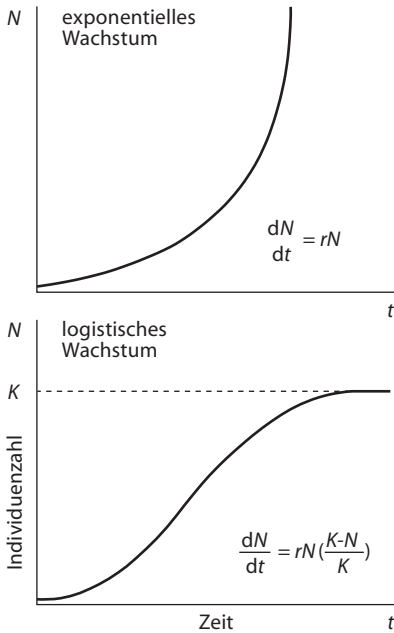 N exponentielles
Wachstum
dN/dt = rN
t
N logistisches
Wachstum
K
Individuenzahl
dN/dt = rN(K-N/K)
Zeit t